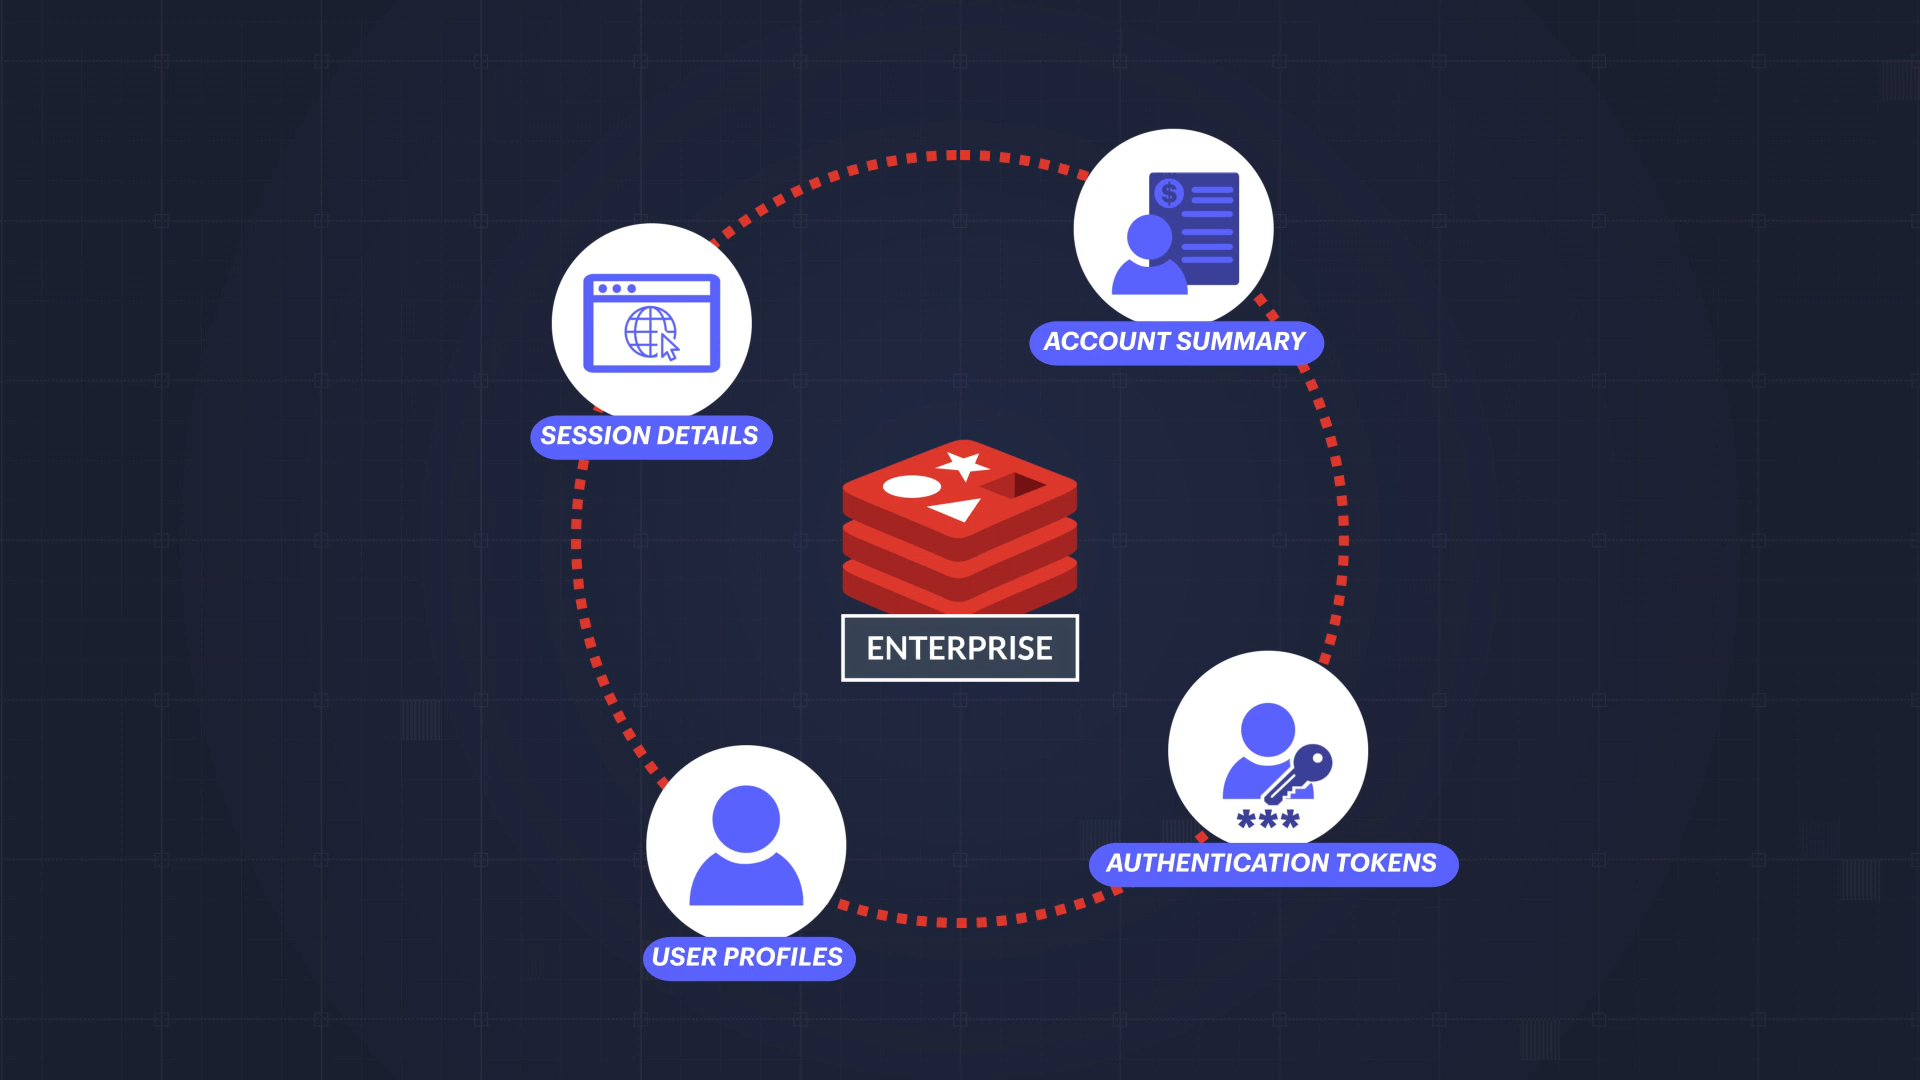 ACCOUNT SUMMARY
SESSION DETAILS
ENTERPRISE
AUTHENTICATION TOKENS
***
USER PROFILES